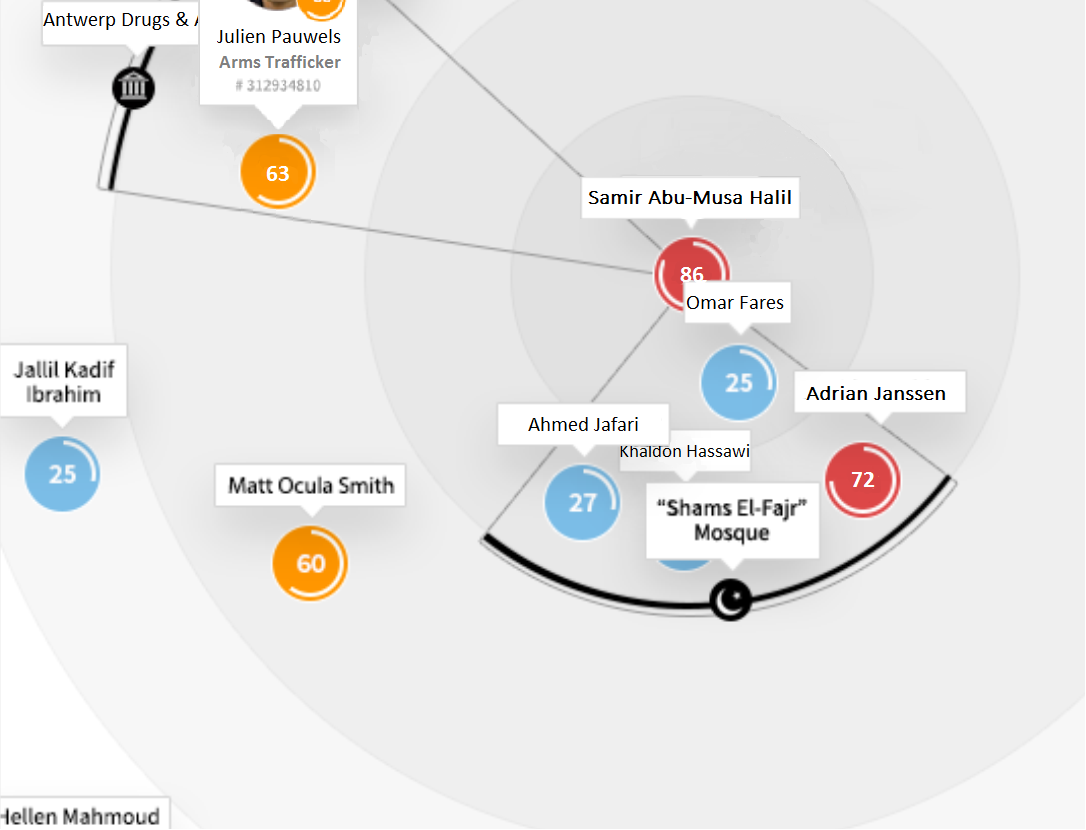 Antwerp Drugs &
Julien Pauwels
Arms Trafficker
# 312934810
63
Samir Abu-Musa Halil
86
Omar Fares
25
Jallil Kadif
Ibrahim
25
Adrian Janssen
72
Ahmed Jafari
27
Khaldon Hassawi
"Shams El-Fajr"
Mosque
Matt Ocula Smith
60
Hellen Mahmoud